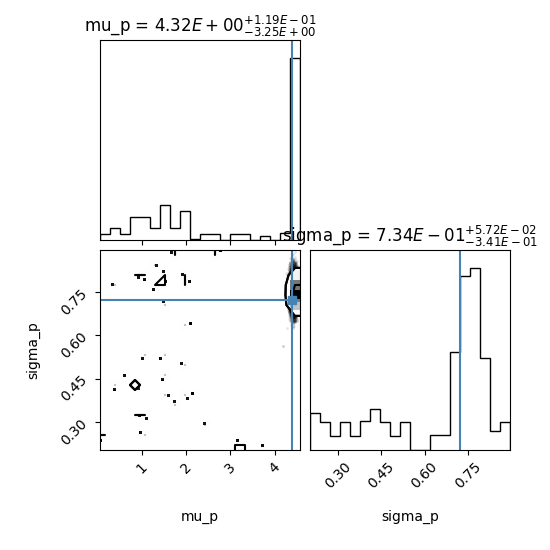 mu_p = 4.32E+00+1.19E−01 −3.25E+00
sigma_p = 7.34E−01+5.72E−02 −3.41E−01
0.75
0.60
0.45
0.30
sigma_p
1 2 3 4
0.30 0.45 0.60 0.75
mu_p
sigma_p